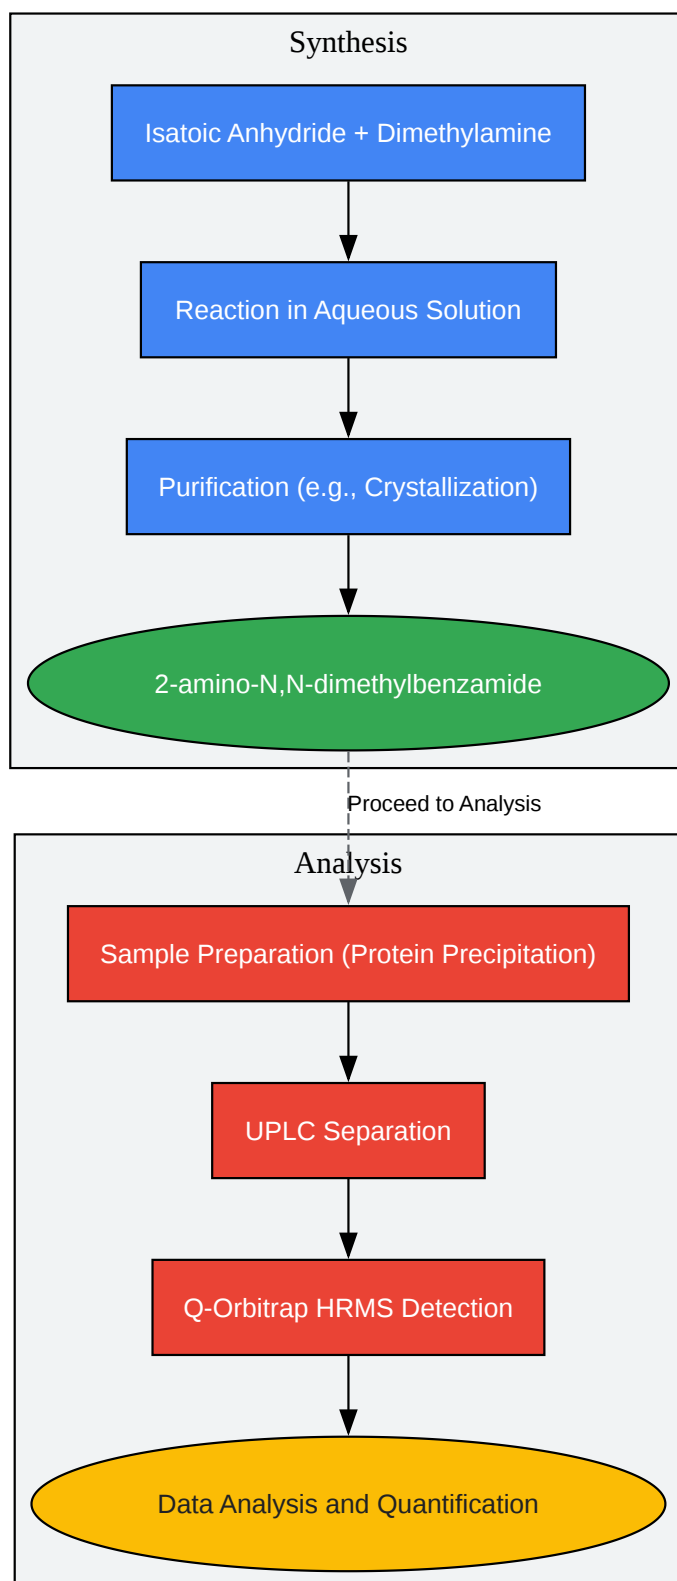 Synthesis
Isatoic Anhydride + Dimethylamine
Reaction in Aqueous Solution
Purification (e.g., Crystallization)
2-amino-N,N-dimethylbenzamide
Proceed to Analysis
Analysis
Sample Preparation (Protein Precipitation)
UPLC Separation
Q-Orbitrap HRMS Detection
Data Analysis and Quantification